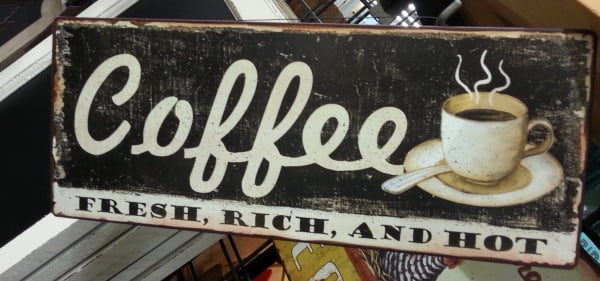 Coffee
FRESH, RICH, AND HOT